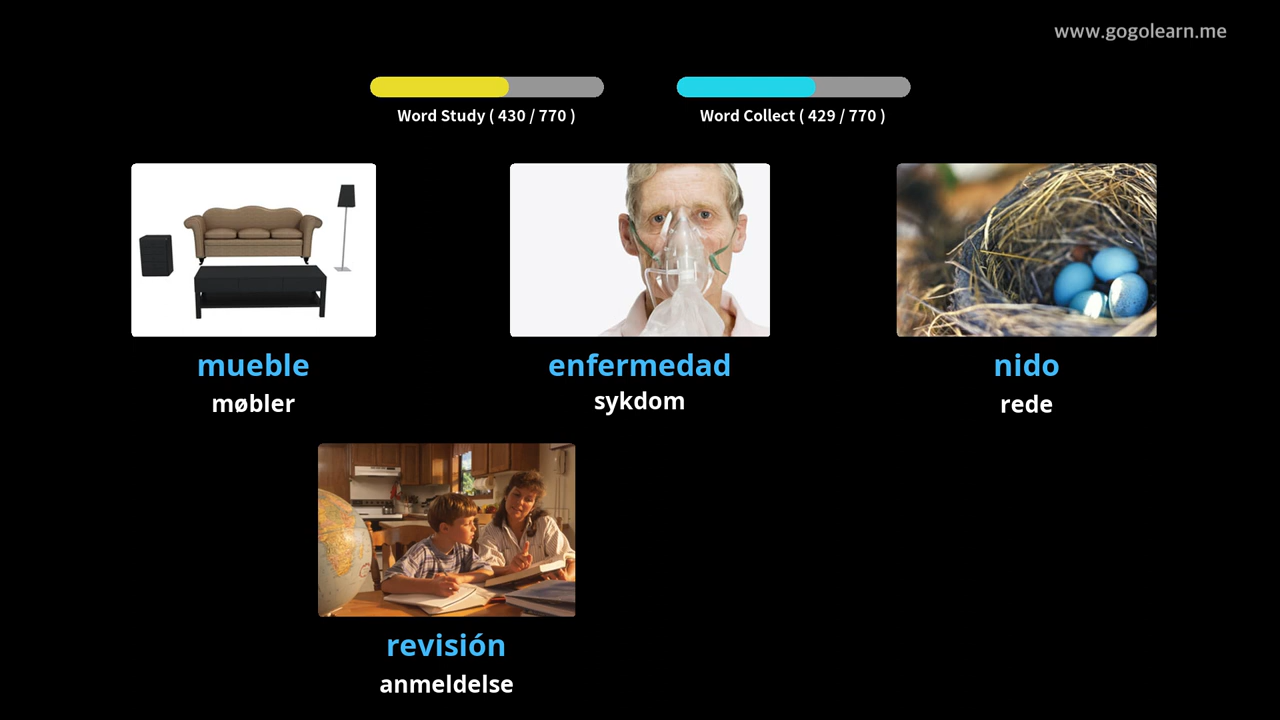 www.gogolearn.me
Word Study ( 430 / 770 )
Word Collect ( 429 / 770 )
mueble
møbler
enfermedad
sykdom
nido
rede
revisión
anmeldelse